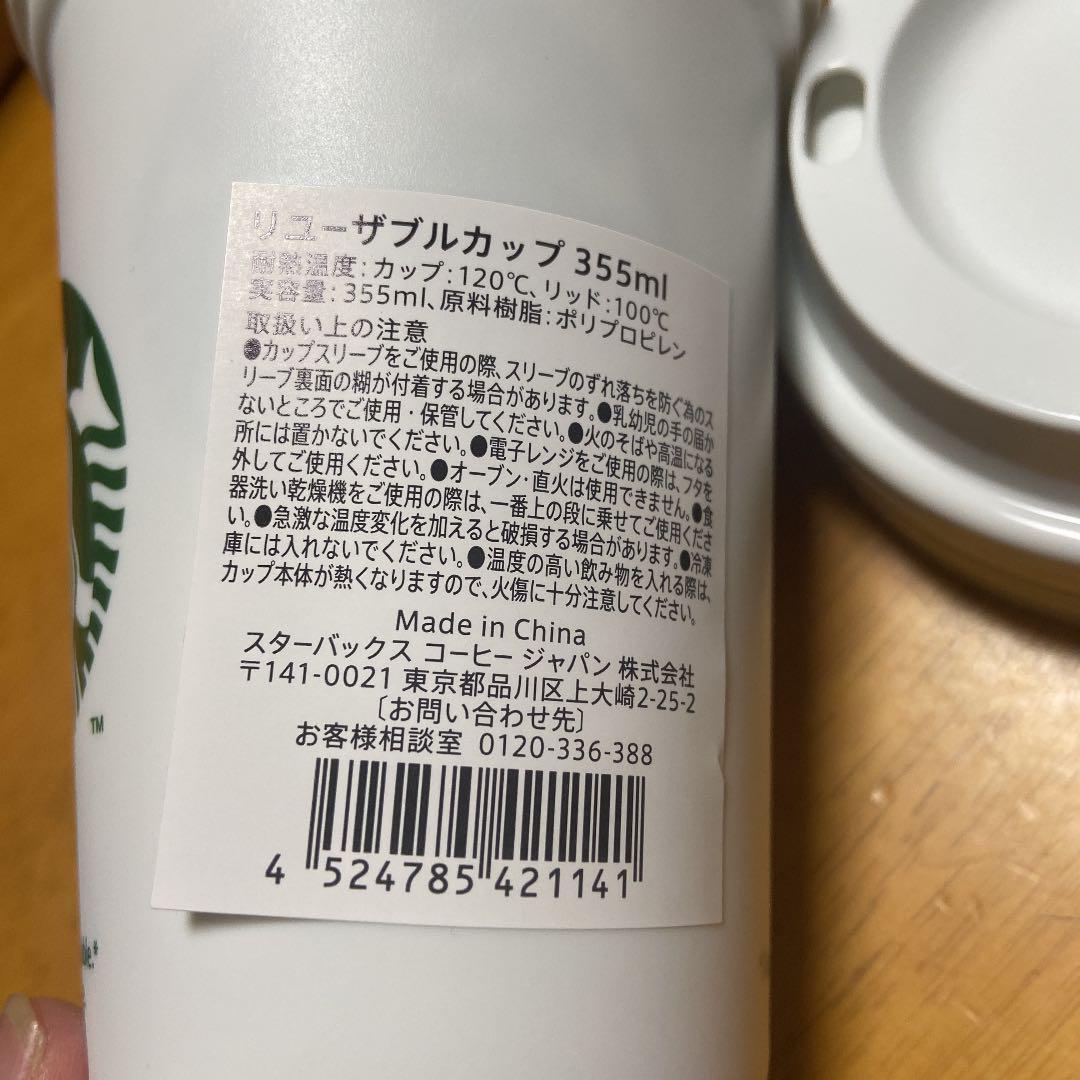 リユーザブルカップ 355ml
耐熱温度:カップ:120℃、リッド:100℃
実容量:355ml、原料樹脂:ポリプロピレン
取扱い上の注意
●カップスリーブをご使用の際、スリーブのずれ落ちを防ぐ為のス
リーブ裏面の糊が付着する場合があります。●乳幼児の手の届か
ないところでご使用・保管してください。●火のそばや高温になる
所には置かないでください。●電子レンジをご使用の際は、フタを
外してご使用ください。●オーブン・直火は使用できません。●食
器洗い乾燥機をご使用の際は、一番上の段に乗せてご使用くださ
い。●急激な温度変化を加えると破損する場合があります。●冷凍
庫には入れないでください。●温度の高い飲み物を入れる際は、
カップ本体が熱くなりますので、火傷に十分注意してください。
Made in China
スターバックス コーヒー ジャパン 株式会社
〒141-0021 東京都品川区上大崎2-25-2
〔お問い合わせ先〕
お客様相談室 0120-336-388
4 524785 421141
TM